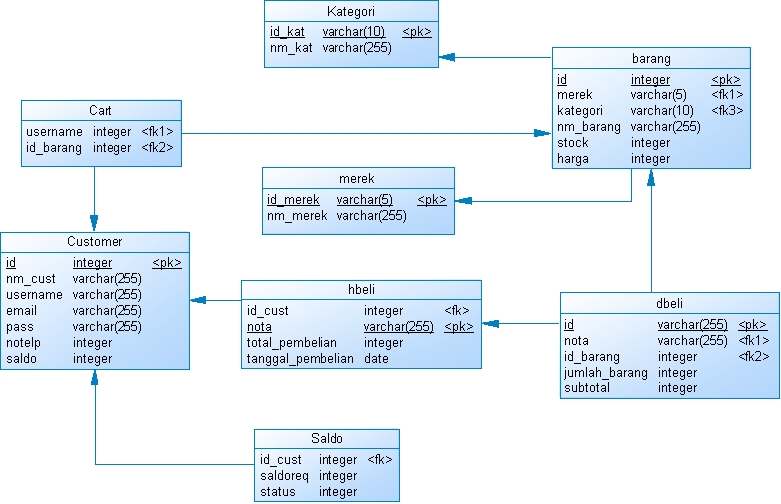 Kategori
id_kat varchar(10) <pk>
nm_kat varchar(255)
barang
id integer <pk>
merek varchar(5) <fk1>
kategori varchar(10) <fk3>
nm_barang varchar(255)
stock integer
harga integer
Cart
username integer <fk1>
id_barang integer <fk2>
merek
id_merek varchar(5) <pk>
nm_merek varchar(255)
Customer
id integer <pk>
nm_cust varchar(255)
username varchar(255)
email varchar(255)
pass varchar(255)
notelp integer
saldo integer
hbeli
id_cust integer <fk>
nota varchar(255) <pk>
total_pembelian integer
tanggal_pembelian date
dbeli
id varchar(255) <pk>
nota varchar(255) <fk1>
id_barang integer <fk2>
jumlah_barang integer
subtotal integer
Saldo
id_cust integer <fk>
saldoreq integer
status integer